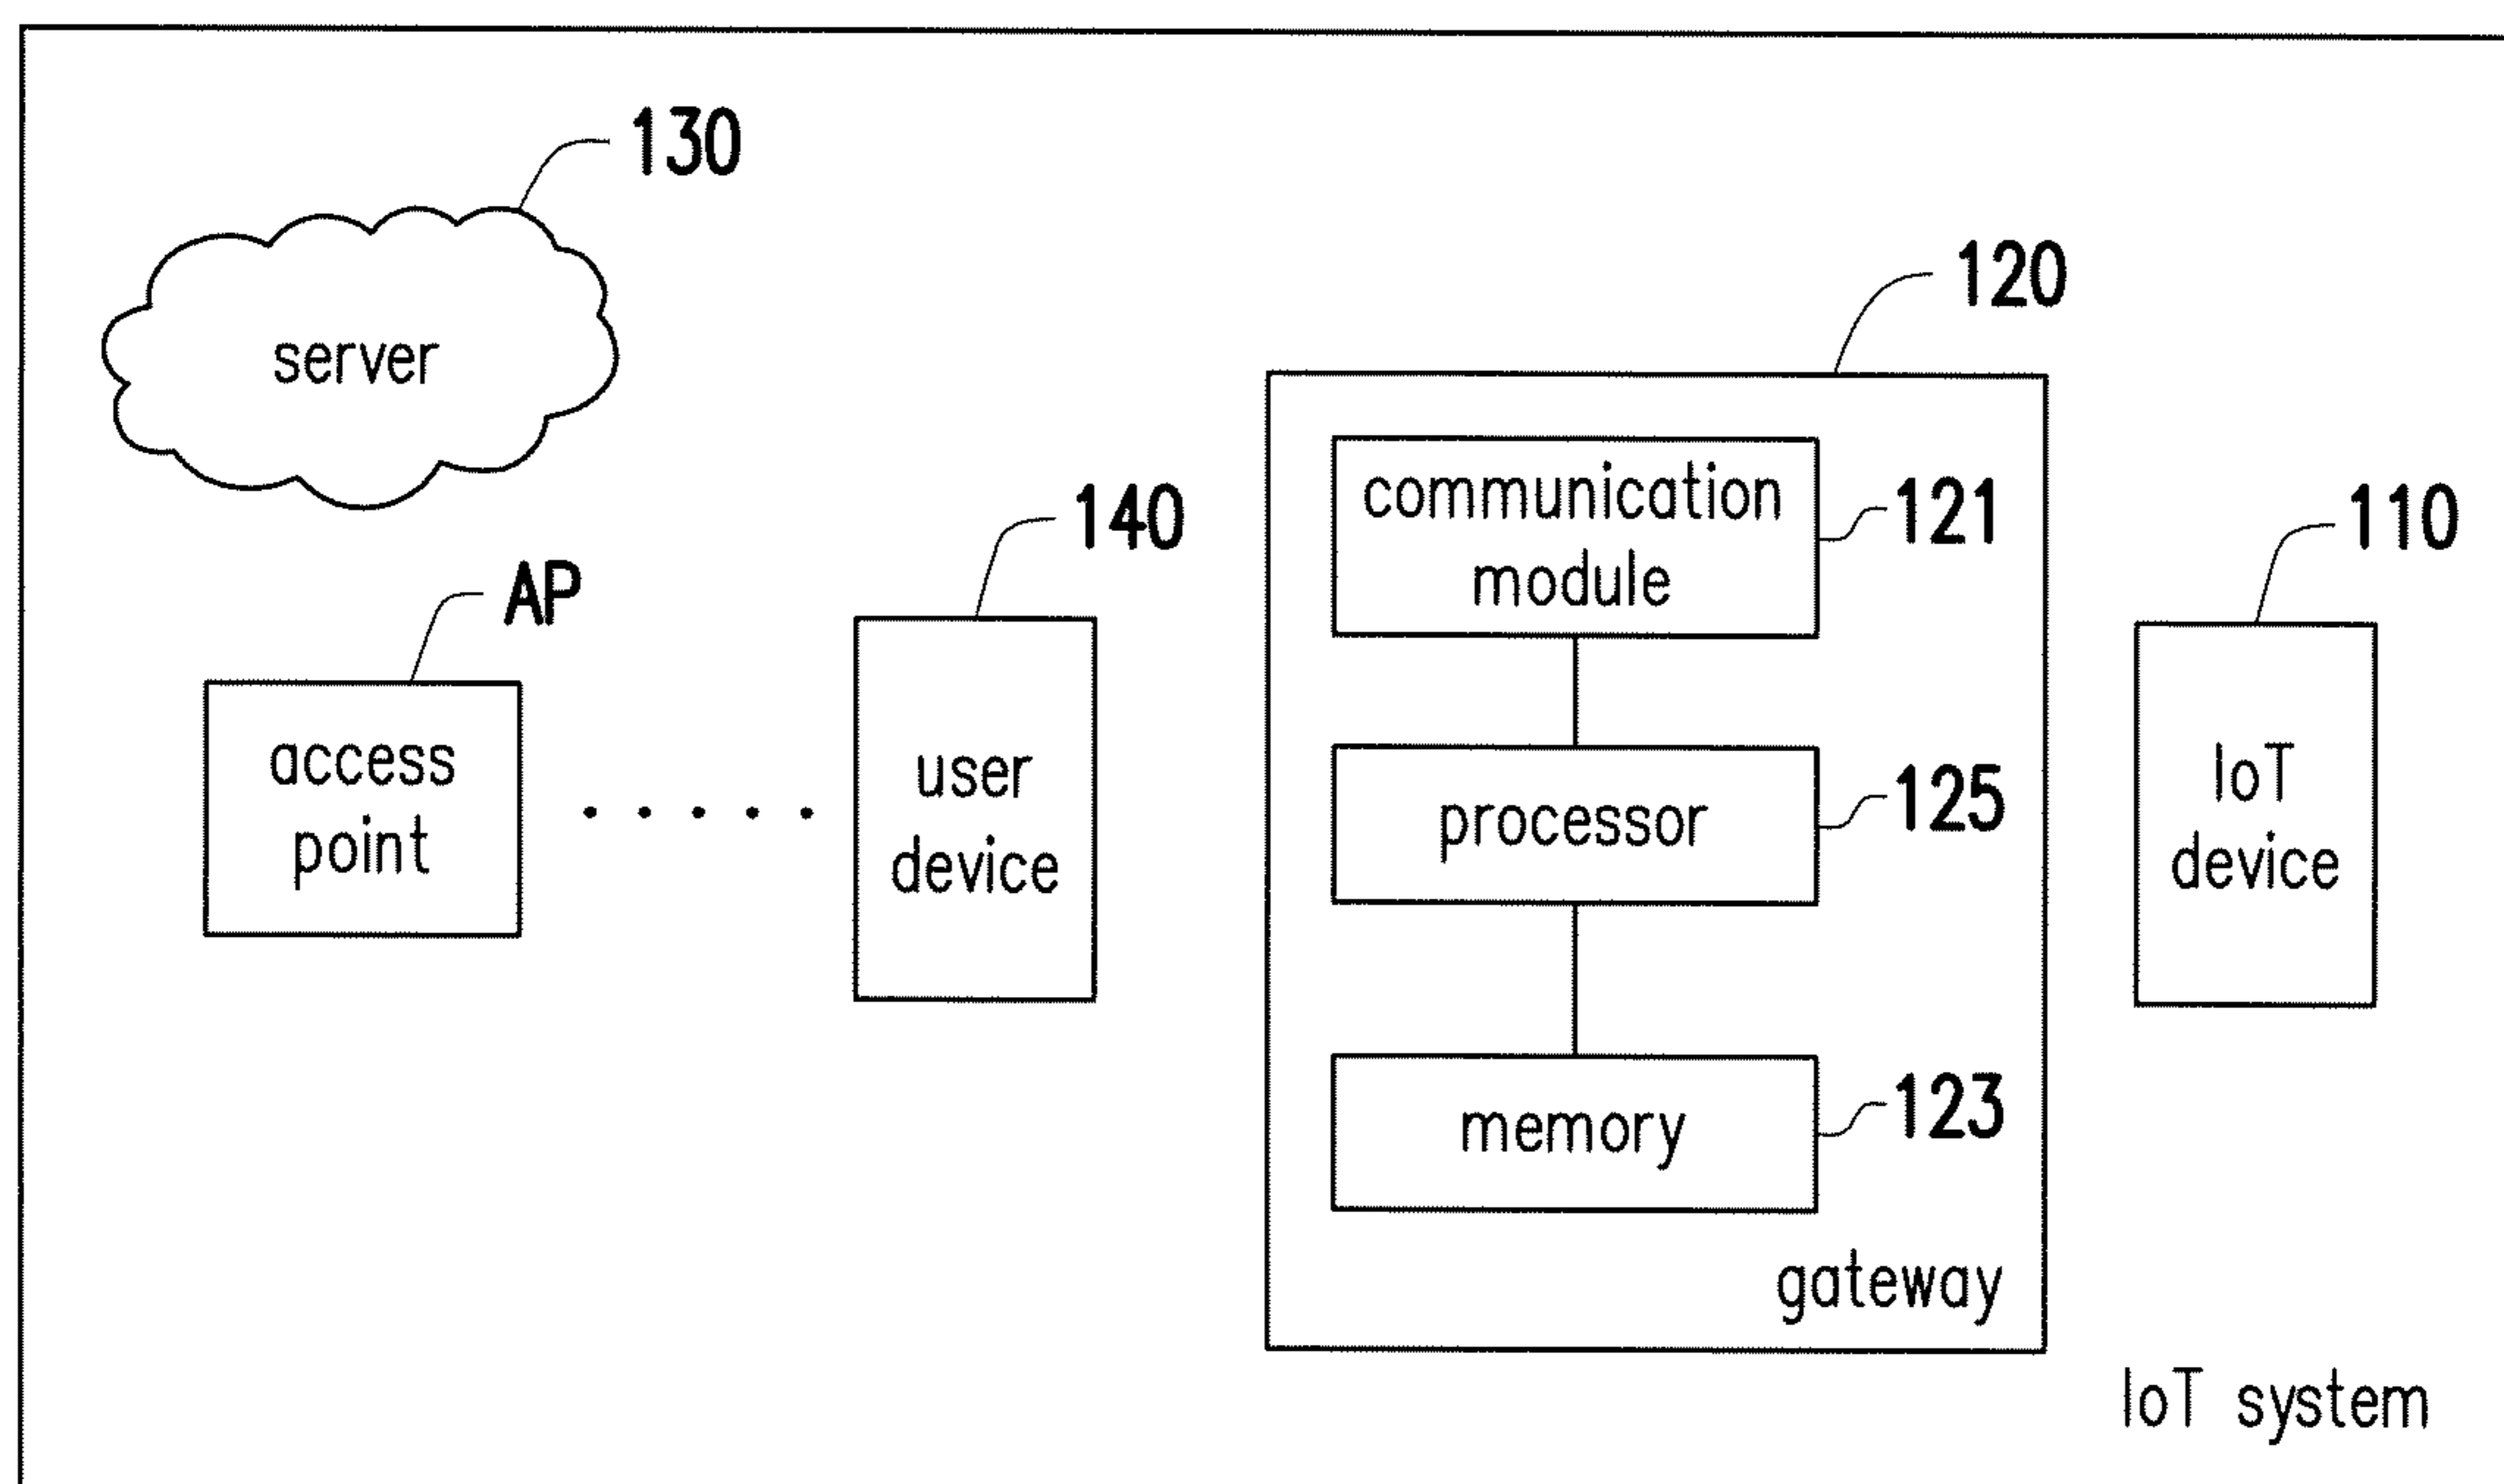 130
server
120
communication
module
121
140
110
AP
access
point
user
device
processor
125
IoT
device
memory
123
gateway
IoT system